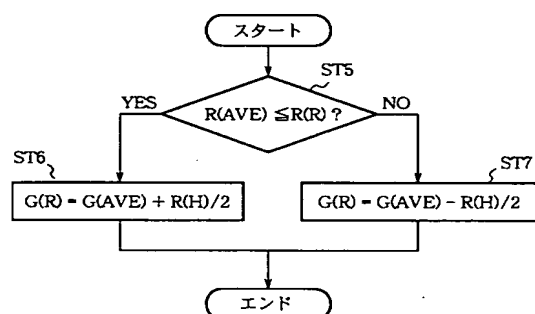 スタート
ST5
R(AVE) ≦R(R) ?
YES
NO
ST6
ST7
G(R) = G(AVE) + R(H)/2
G(R) = G(AVE) − R(H)/2
エンド